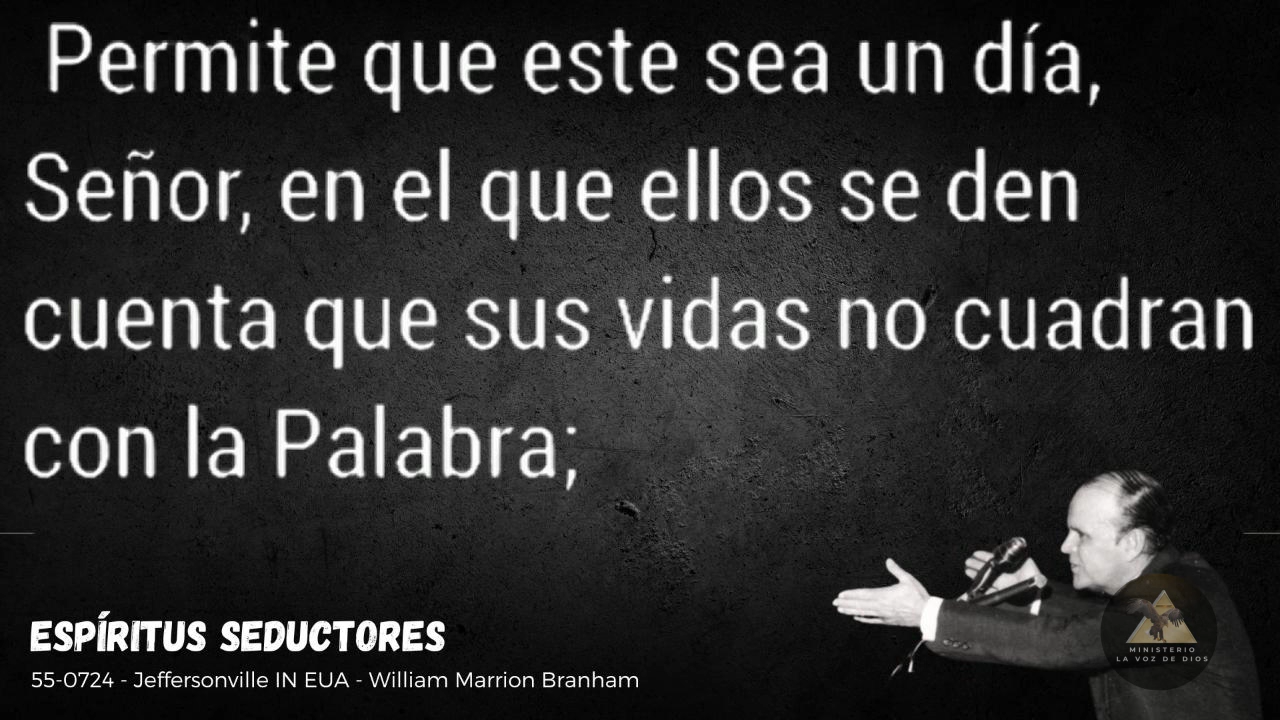 Permite que este sea un día,
Señor, en el que ellos se den
cuenta que sus vidas no cuadran
con la Palabra;
ESPÍRITUS SEDUCTORES
55-0724 - Jeffersonville IN EUA - William Marrion Branham
MINISTERIO
LA VOZ DE DIOS